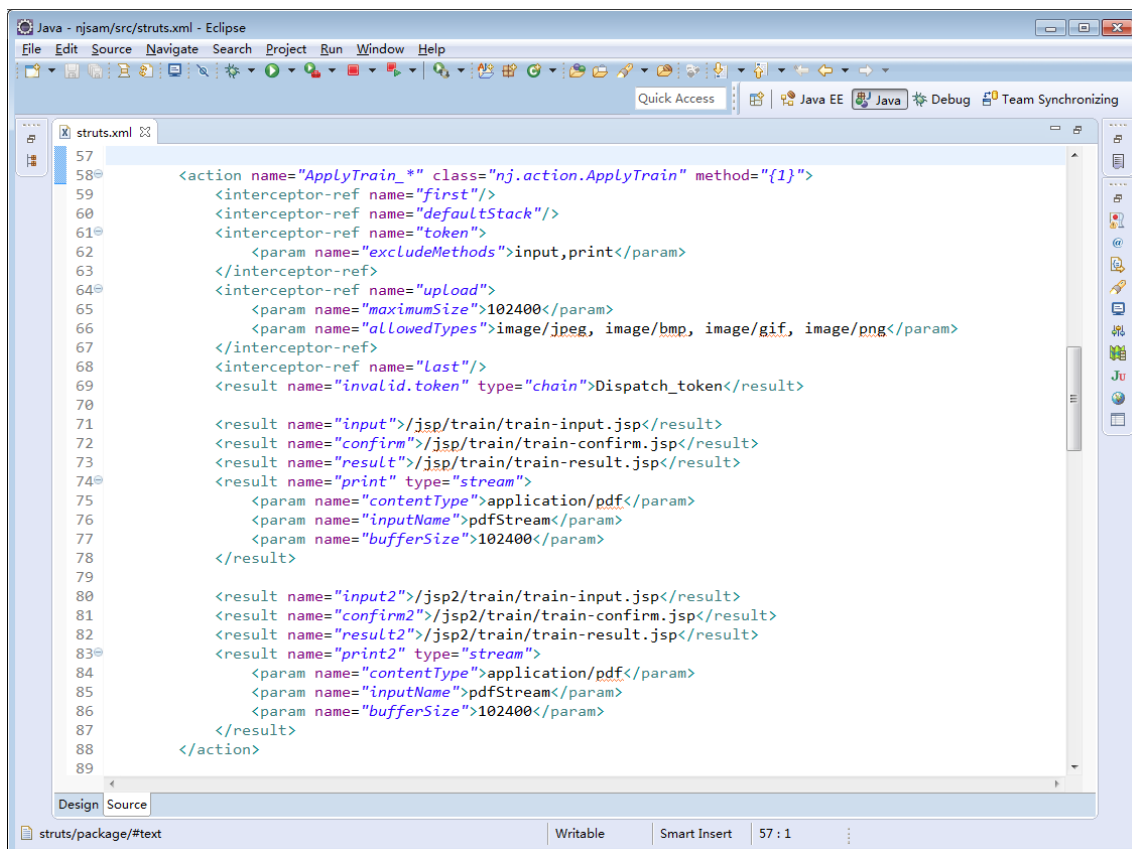 Java - njsam/src/struts.xml - Eclipse
File Edit Source Navigate Search Project Run Window Help
Quick Access Java EE Java Debug Team Synchronizing
struts.xml
57
58 <action name="ApplyTrain_*" class="nj.action.ApplyTrain" method="{1}">
59 <interceptor-ref name="first"/>
60 <interceptor-ref name="defaultStack"/>
61 <interceptor-ref name="token">
62 <param name="excludeMethods">input,print</param>
63 </interceptor-ref>
64 <interceptor-ref name="upload">
65 <param name="maximumSize">102400</param>
66 <param name="allowedTypes">image/jpeg, image/bmp, image/gif, image/png</param>
67 </interceptor-ref>
68 <interceptor-ref name="last"/>
69 <result name="invalid.token" type="chain">Dispatch_token</result>
70
71 <result name="input">/jsp/train/train-input.jsp</result>
72 <result name="confirm">/jsp/train/train-confirm.jsp</result>
73 <result name="result">/jsp/train/train-result.jsp</result>
74 <result name="print" type="stream">
75 <param name="contentType">application/pdf</param>
76 <param name="inputName">pdfStream</param>
77 <param name="bufferSize">102400</param>
78 </result>
79
80 <result name="input2">/jsp2/train/train-input.jsp</result>
81 <result name="confirm2">/jsp2/train/train-confirm.jsp</result>
82 <result name="result2">/jsp2/train/train-result.jsp</result>
83 <result name="print2" type="stream">
84 <param name="contentType">application/pdf</param>
85 <param name="inputName">pdfStream</param>
86 <param name="bufferSize">102400</param>
87 </result>
88 </action>
89
Design Source
struts/package/#text Writable Smart Insert 57 : 1